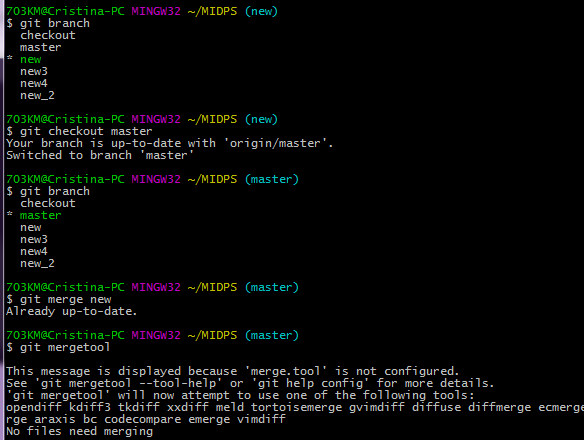 7O3KM@Cristina-PC MINGW32 ~/MIDPS (new)
$ git branch
  checkout
  master
* new
  new3
  new4
  new_2

7O3KM@Cristina-PC MINGW32 ~/MIDPS (new)
$ git checkout master
Your branch is up-to-date with 'origin/master'.
Switched to branch 'master'

7O3KM@Cristina-PC MINGW32 ~/MIDPS (master)
$ git branch
  checkout
* master
  new
  new3
  new4
  new_2

7O3KM@Cristina-PC MINGW32 ~/MIDPS (master)
$ git merge new
Already up-to-date.

7O3KM@Cristina-PC MINGW32 ~/MIDPS (master)
$ git mergetool

This message is displayed because 'merge.tool' is not configured.
See 'git mergetool --tool-help' or 'git help config' for more details.
'git mergetool' will now attempt to use one of the following tools:
opendiff kdiff3 tkdiff xxdiff meld tortoisemerge gvimdiff diffuse diffmerge ecmerge
rge araxis bc codecompare emerge vimdiff
No files need merging